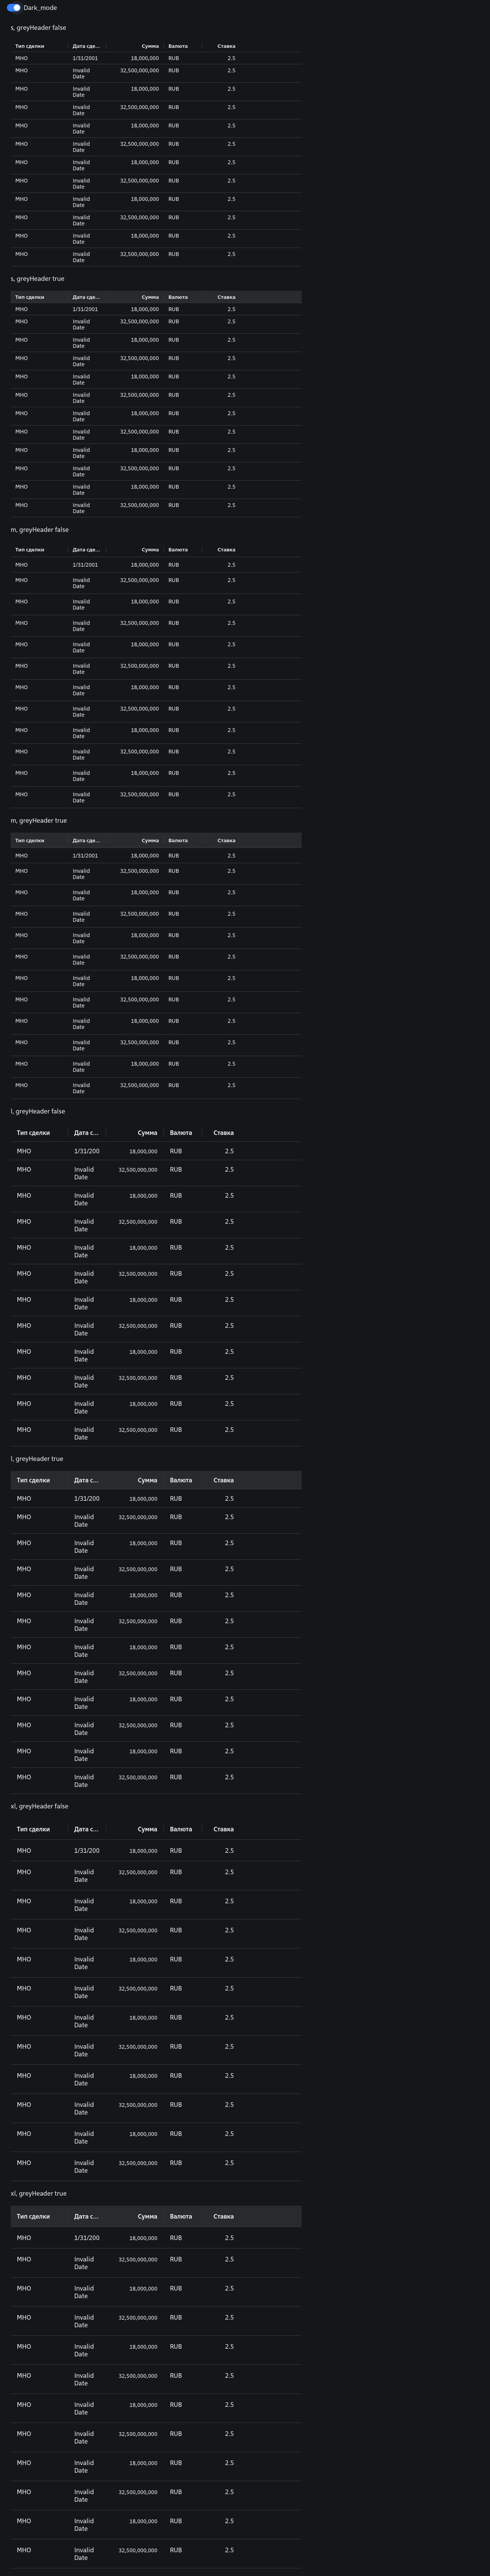 Dark_mode
s, greyHeader false
Тип сделки Дата сде... Сумма Валюта Ставка
МНО 1/31/2001 18,000,000 RUB 2.5
МНО Invalid 32,500,000,000 RUB 2.5
Date
МНО Invalid 18,000,000 RUB 2.5
Date
МНО Invalid 32,500,000,000 RUB 2.5
Date
МНО Invalid 18,000,000 RUB 2.5
Date
МНО Invalid 32,500,000,000 RUB 2.5
Date
МНО Invalid 18,000,000 RUB 2.5
Date
МНО Invalid 32,500,000,000 RUB 2.5
Date
МНО Invalid 18,000,000 RUB 2.5
Date
МНО Invalid 32,500,000,000 RUB 2.5
Date
МНО Invalid 18,000,000 RUB 2.5
Date
МНО Invalid 32,500,000,000 RUB 2.5
Date
s, greyHeader true
Тип сделки Дата сде... Сумма Валюта Ставка
МНО 1/31/2001 18,000,000 RUB 2.5
МНО Invalid 32,500,000,000 RUB 2.5
Date
МНО Invalid 18,000,000 RUB 2.5
Date
МНО Invalid 32,500,000,000 RUB 2.5
Date
МНО Invalid 18,000,000 RUB 2.5
Date
МНО Invalid 32,500,000,000 RUB 2.5
Date
МНО Invalid 18,000,000 RUB 2.5
Date
МНО Invalid 32,500,000,000 RUB 2.5
Date
МНО Invalid 18,000,000 RUB 2.5
Date
МНО Invalid 32,500,000,000 RUB 2.5
Date
МНО Invalid 18,000,000 RUB 2.5
Date
МНО Invalid 32,500,000,000 RUB 2.5
Date
m, greyHeader false
Тип сделки Дата сде... Сумма Валюта Ставка
МНО 1/31/2001 18,000,000 RUB 2.5
МНО Invalid 32,500,000,000 RUB 2.5
Date
МНО Invalid 18,000,000 RUB 2.5
Date
МНО Invalid 32,500,000,000 RUB 2.5
Date
МНО Invalid 18,000,000 RUB 2.5
Date
МНО Invalid 32,500,000,000 RUB 2.5
Date
МНО Invalid 18,000,000 RUB 2.5
Date
МНО Invalid 32,500,000,000 RUB 2.5
Date
МНО Invalid 18,000,000 RUB 2.5
Date
МНО Invalid 32,500,000,000 RUB 2.5
Date
МНО Invalid 18,000,000 RUB 2.5
Date
МНО Invalid 32,500,000,000 RUB 2.5
Date
m, greyHeader true
Тип сделки Дата сде... Сумма Валюта Ставка
МНО 1/31/2001 18,000,000 RUB 2.5
МНО Invalid 32,500,000,000 RUB 2.5
Date
МНО Invalid 18,000,000 RUB 2.5
Date
МНО Invalid 32,500,000,000 RUB 2.5
Date
МНО Invalid 18,000,000 RUB 2.5
Date
МНО Invalid 32,500,000,000 RUB 2.5
Date
МНО Invalid 18,000,000 RUB 2.5
Date
МНО Invalid 32,500,000,000 RUB 2.5
Date
МНО Invalid 18,000,000 RUB 2.5
Date
МНО Invalid 32,500,000,000 RUB 2.5
Date
МНО Invalid 18,000,000 RUB 2.5
Date
МНО Invalid 32,500,000,000 RUB 2.5
Date
l, greyHeader false
Тип сделки Дата с... Сумма Валюта Ставка
МНО 1/31/200 18,000,000 RUB 2.5
МНО Invalid 32,500,000,000 RUB 2.5
Date
МНО Invalid 18,000,000 RUB 2.5
Date
МНО Invalid 32,500,000,000 RUB 2.5
Date
МНО Invalid 18,000,000 RUB 2.5
Date
МНО Invalid 32,500,000,000 RUB 2.5
Date
МНО Invalid 18,000,000 RUB 2.5
Date
МНО Invalid 32,500,000,000 RUB 2.5
Date
МНО Invalid 18,000,000 RUB 2.5
Date
МНО Invalid 32,500,000,000 RUB 2.5
Date
МНО Invalid 18,000,000 RUB 2.5
Date
МНО Invalid 32,500,000,000 RUB 2.5
Date
l, greyHeader true
Тип сделки Дата с... Сумма Валюта Ставка
МНО 1/31/200 18,000,000 RUB 2.5
МНО Invalid 32,500,000,000 RUB 2.5
Date
МНО Invalid 18,000,000 RUB 2.5
Date
МНО Invalid 32,500,000,000 RUB 2.5
Date
МНО Invalid 18,000,000 RUB 2.5
Date
МНО Invalid 32,500,000,000 RUB 2.5
Date
МНО Invalid 18,000,000 RUB 2.5
Date
МНО Invalid 32,500,000,000 RUB 2.5
Date
МНО Invalid 18,000,000 RUB 2.5
Date
МНО Invalid 32,500,000,000 RUB 2.5
Date
МНО Invalid 18,000,000 RUB 2.5
Date
МНО Invalid 32,500,000,000 RUB 2.5
Date
xl, greyHeader false
Тип сделки Дата с... Сумма Валюта Ставка
МНО 1/31/200 18,000,000 RUB 2.5
МНО Invalid 32,500,000,000 RUB 2.5
Date
МНО Invalid 18,000,000 RUB 2.5
Date
МНО Invalid 32,500,000,000 RUB 2.5
Date
МНО Invalid 18,000,000 RUB 2.5
Date
МНО Invalid 32,500,000,000 RUB 2.5
Date
МНО Invalid 18,000,000 RUB 2.5
Date
МНО Invalid 32,500,000,000 RUB 2.5
Date
МНО Invalid 18,000,000 RUB 2.5
Date
МНО Invalid 32,500,000,000 RUB 2.5
Date
МНО Invalid 18,000,000 RUB 2.5
Date
МНО Invalid 32,500,000,000 RUB 2.5
Date
xl, greyHeader true
Тип сделки Дата с... Сумма Валюта Ставка
МНО 1/31/200 18,000,000 RUB 2.5
МНО Invalid 32,500,000,000 RUB 2.5
Date
МНО Invalid 18,000,000 RUB 2.5
Date
МНО Invalid 32,500,000,000 RUB 2.5
Date
МНО Invalid 18,000,000 RUB 2.5
Date
МНО Invalid 32,500,000,000 RUB 2.5
Date
МНО Invalid 18,000,000 RUB 2.5
Date
МНО Invalid 32,500,000,000 RUB 2.5
Date
МНО Invalid 18,000,000 RUB 2.5
Date
МНО Invalid 32,500,000,000 RUB 2.5
Date
МНО Invalid 18,000,000 RUB 2.5
Date
МНО Invalid 32,500,000,000 RUB 2.5
Date